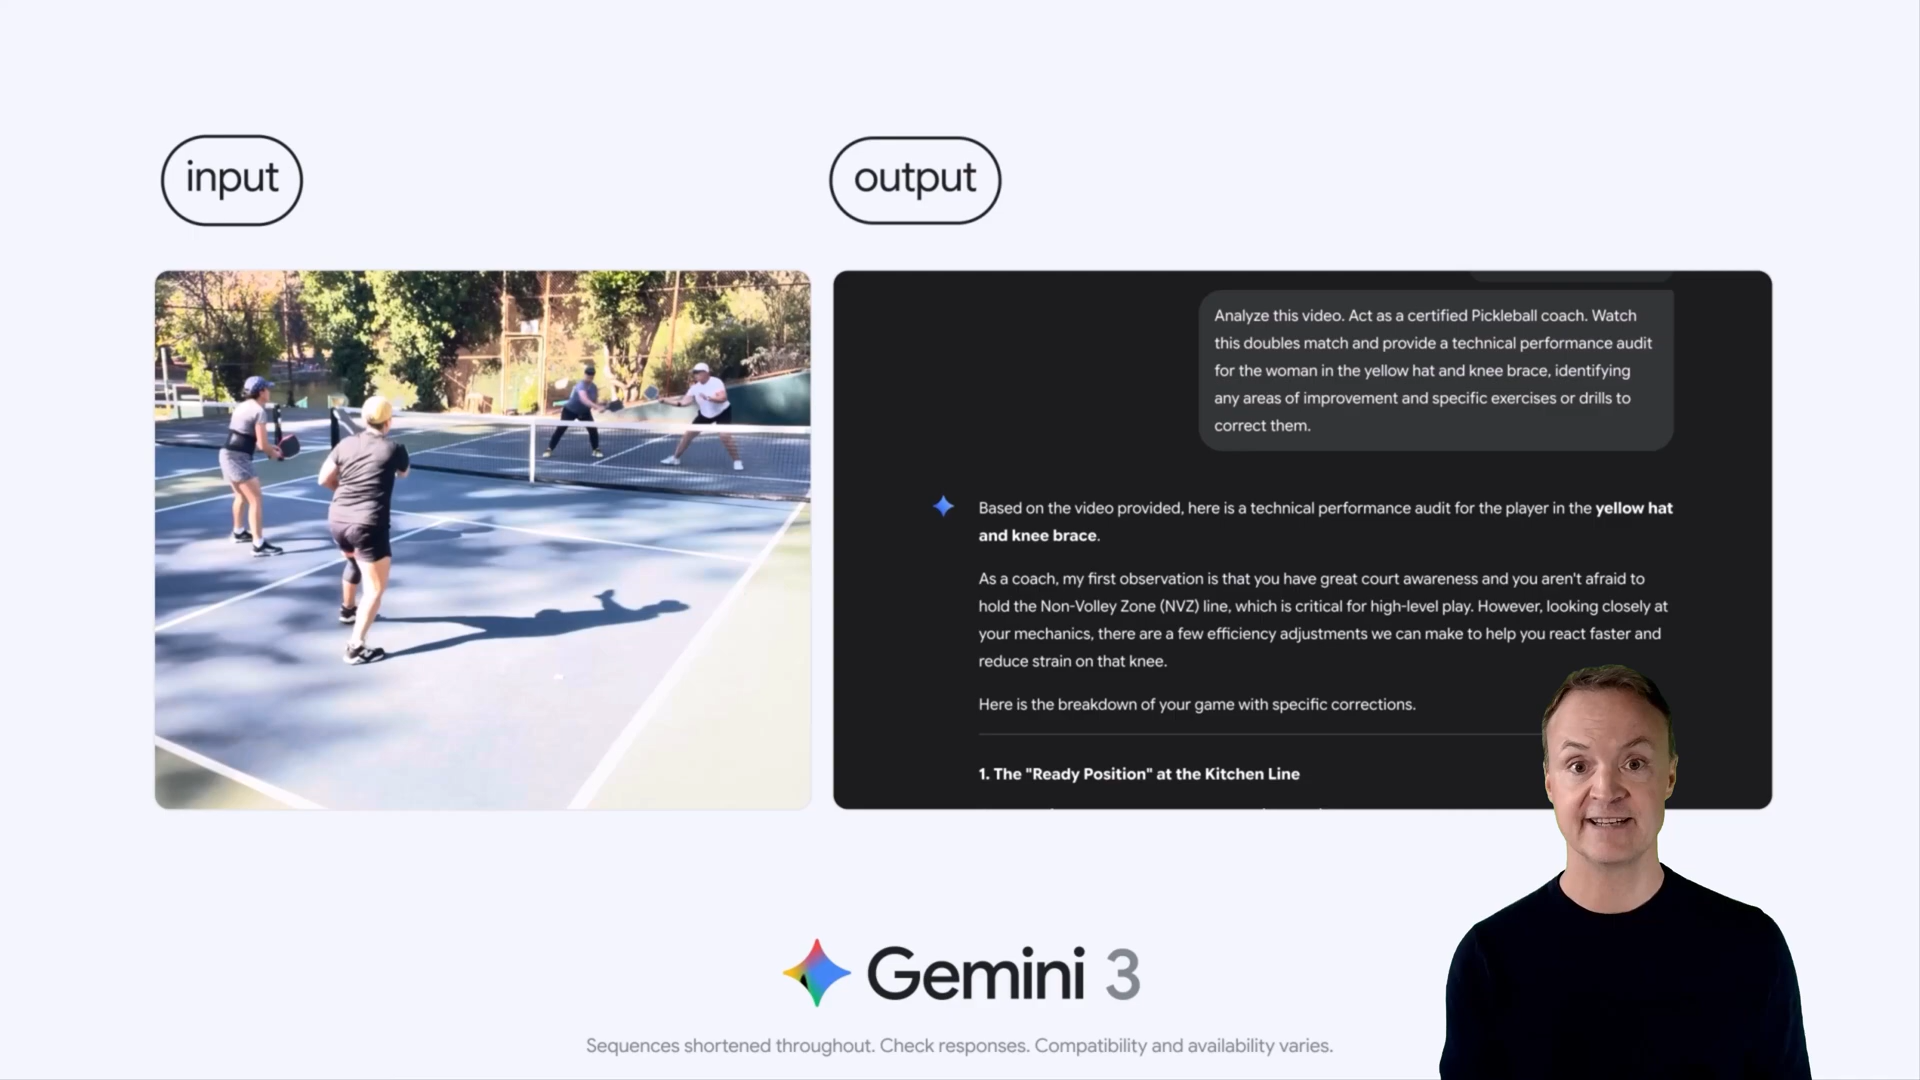 input
output
Analyze this video. Act as a certified Pickleball coach. Watch
this doubles match and provide a technical performance audit
for the woman in the yellow hat and knee brace, identifying
any areas of improvement and specific exercises or drills to
correct them.
Based on the video provided, here is a technical performance audit for the player in the yellow hat
and knee brace.
As a coach, my first observation is that you have great court awareness and you aren't afraid to
hold the Non-Volley Zone (NVZ) line, which is critical for high-level play. However, looking closely at
your mechanics, there are a few efficiency adjustments we can make to help you react faster and
reduce strain on that knee.
Here is the breakdown of your game with specific corrections.
1. The "Ready Position" at the Kitchen Line
Gemini 3
Sequences shortened throughout. Check responses. Compatibility and availability varies.